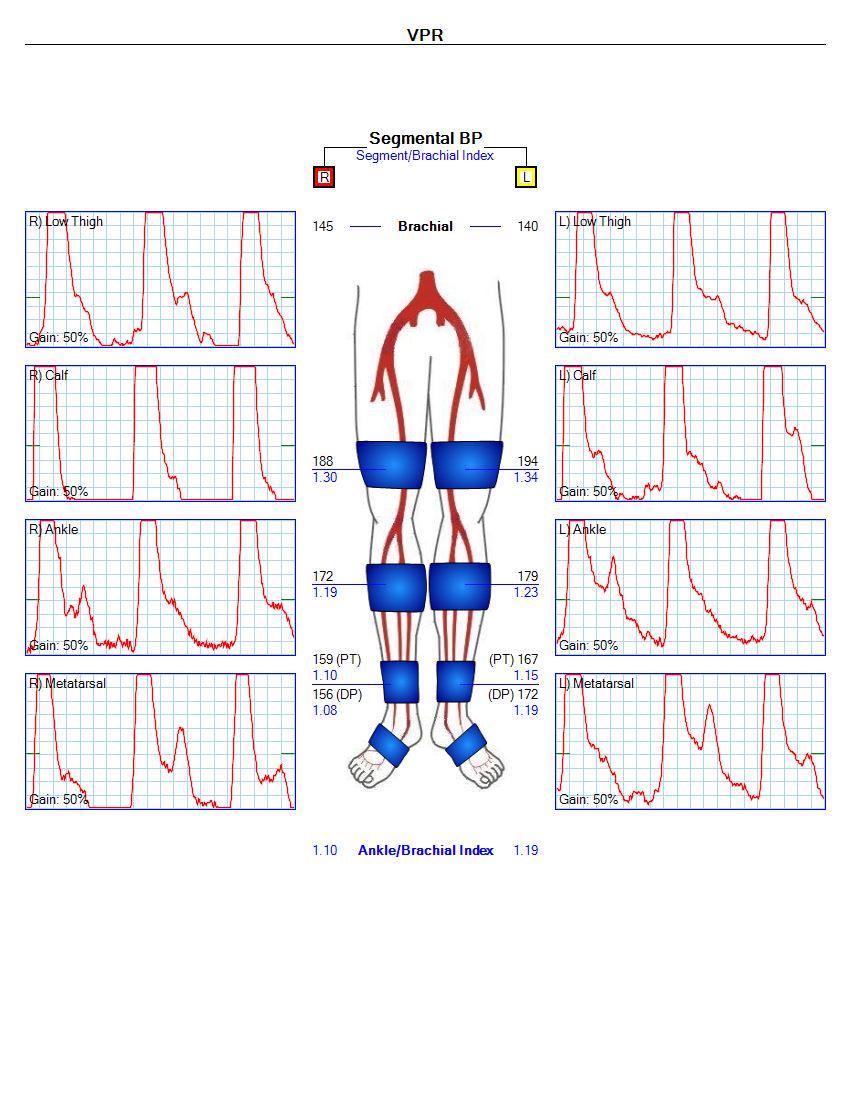 VPR
Segmental BP
Segment/Brachial Index
R
L
145 Brachial 140
R) Low Thigh
Gain: 50%
L) Low Thigh
Gain: 50%
R) Calf
Gain: 50%
188
1.30
194
1.34
L) Calf
Gain: 50%
R) Ankle
Gain: 50%
172
1.19
179
1.23
L) Ankle
Gain: 50%
159 (PT)
1.10
156 (DP)
1.08
(PT) 167
1.15
(DP) 172
1.19
R) Metatarsal
Gain: 50%
L) Metatarsal
Gain: 50%
1.10 Ankle/Brachial Index 1.19